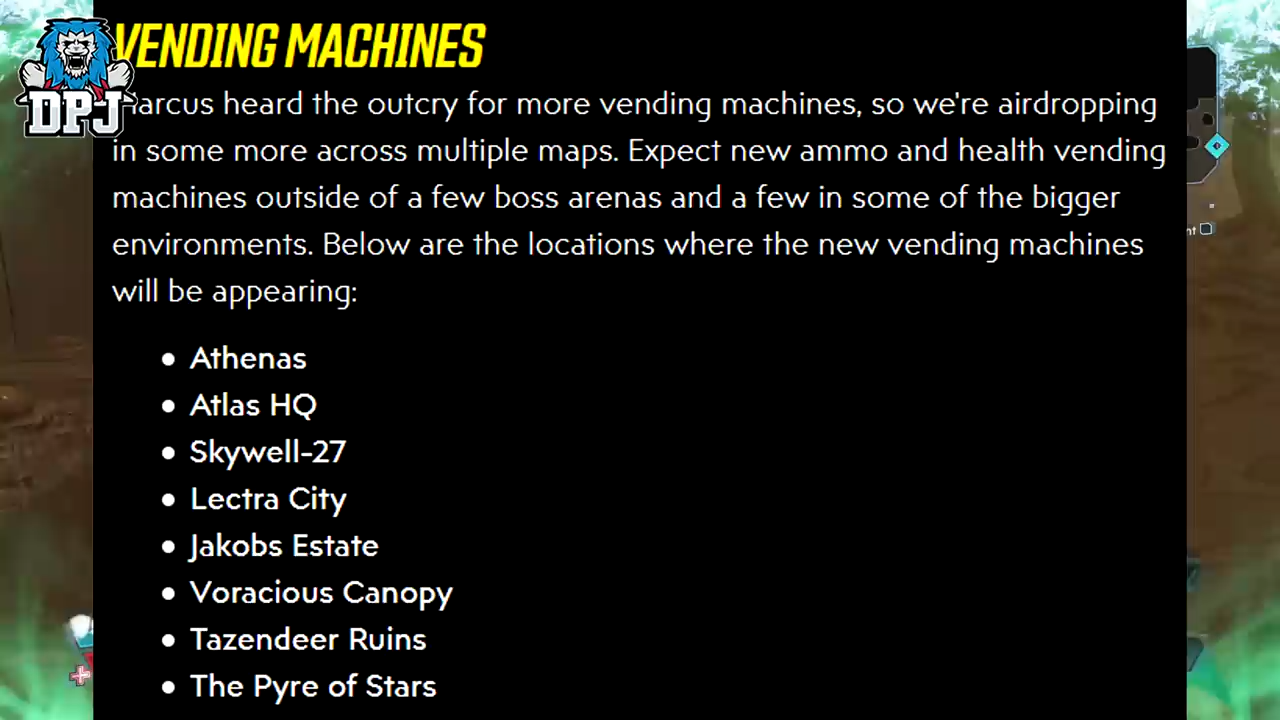 VENDING MACHINES
DPJ
Marcus heard the outcry for more vending machines, so we're airdropping
in some more across multiple maps. Expect new ammo and health vending
machines outside of a few boss arenas and a few in some of the bigger
environments. Below are the locations where the new vending machines
will be appearing:
• Athenas
• Atlas HQ
• Skywell-27
• Lectra City
• Jakobs Estate
• Voracious Canopy
• Tazendeer Ruins
• The Pyre of Stars